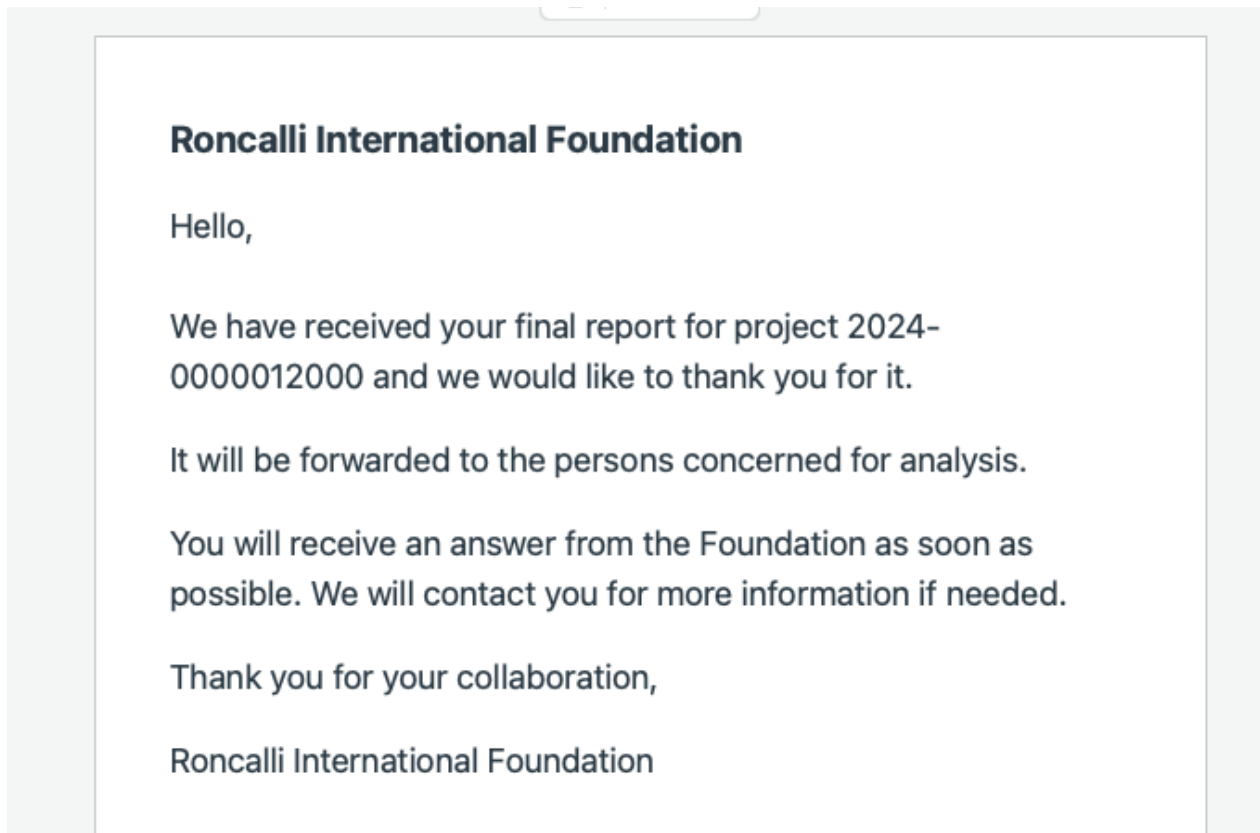 Roncalli International Foundation
Hello,
We have received your final report for project 2024-
0000012000 and we would like to thank you for it.
It will be forwarded to the persons concerned for analysis.
You will receive an answer from the Foundation as soon as
possible. We will contact you for more information if needed.
Thank you for your collaboration,
Roncalli International Foundation